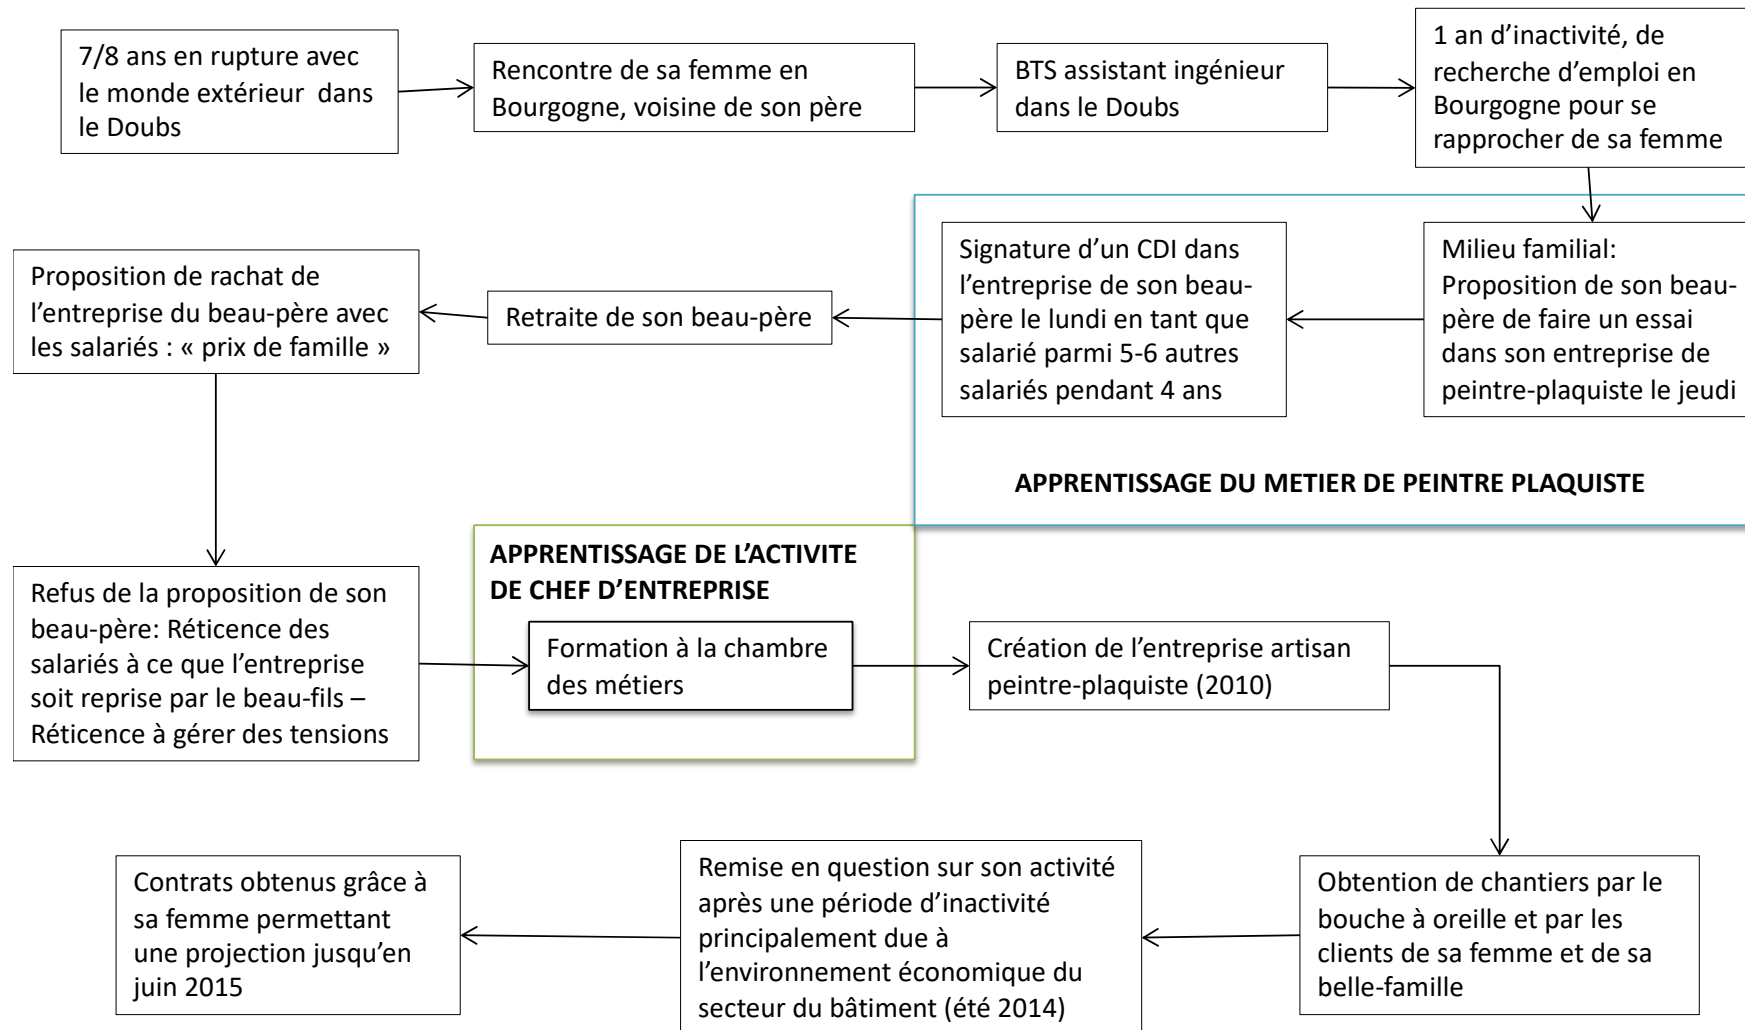 7/8 ans en rupture avec
le monde extérieur dans
le Doubs
Rencontre de sa femme en
Bourgogne, voisine de son père
BTS assistant ingénieur
dans le Doubs
1 an d’inactivité, de
recherche d’emploi en
Bourgogne pour se
rapprocher de sa femme
Milieu familial:
Proposition de son beau-
père de faire un essai
dans son entreprise de
peintre-plaquiste le jeudi
Signature d’un CDI dans
l’entreprise de son beau-
père le lundi en tant que
salarié parmi 5-6 autres
salariés pendant 4 ans
APPRENTISSAGE DU METIER DE PEINTRE PLAQUISTE
Retraite de son beau-père
Proposition de rachat de
l’entreprise du beau-père avec
les salariés : « prix de famille »
Refus de la proposition de son
beau-père: Réticence des
salariés à ce que l’entreprise
soit reprise par le beau-fils –
Réticence à gérer des tensions
APPRENTISSAGE DE L’ACTIVITE
DE CHEF D’ENTREPRISE
Formation à la chambre
des métiers
Création de l’entreprise artisan
peintre-plaquiste (2010)
Obtention de chantiers par le
bouche à oreille et par les
clients de sa femme et de sa
belle-famille
Remise en question sur son activité
après une période d’inactivité
principalement due à
l’environnement économique du
secteur du bâtiment (été 2014)
Contrats obtenus grâce à
sa femme permettant
une projection jusqu’en
juin 2015